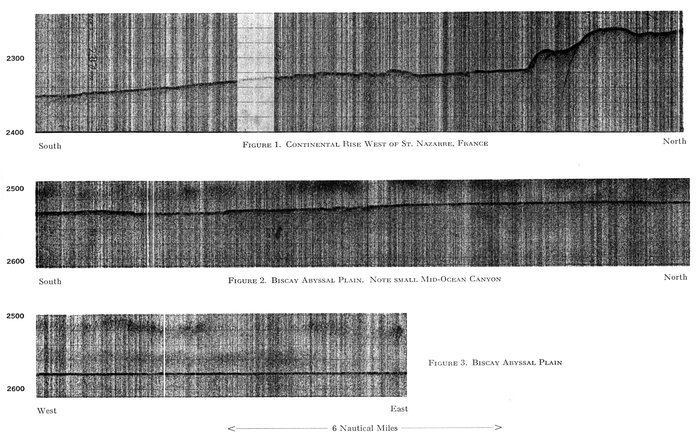 2300
2400
South
Figure 1. Continental Rise West of St. Nazarre, France
North
2500
2600
South
Figure 2. Biscay Abyssal Plain. Note small Mid-Ocean Canyon
North
2500
2600
Figure 3. Biscay Abyssal Plain
West
East
6 Nautical Miles